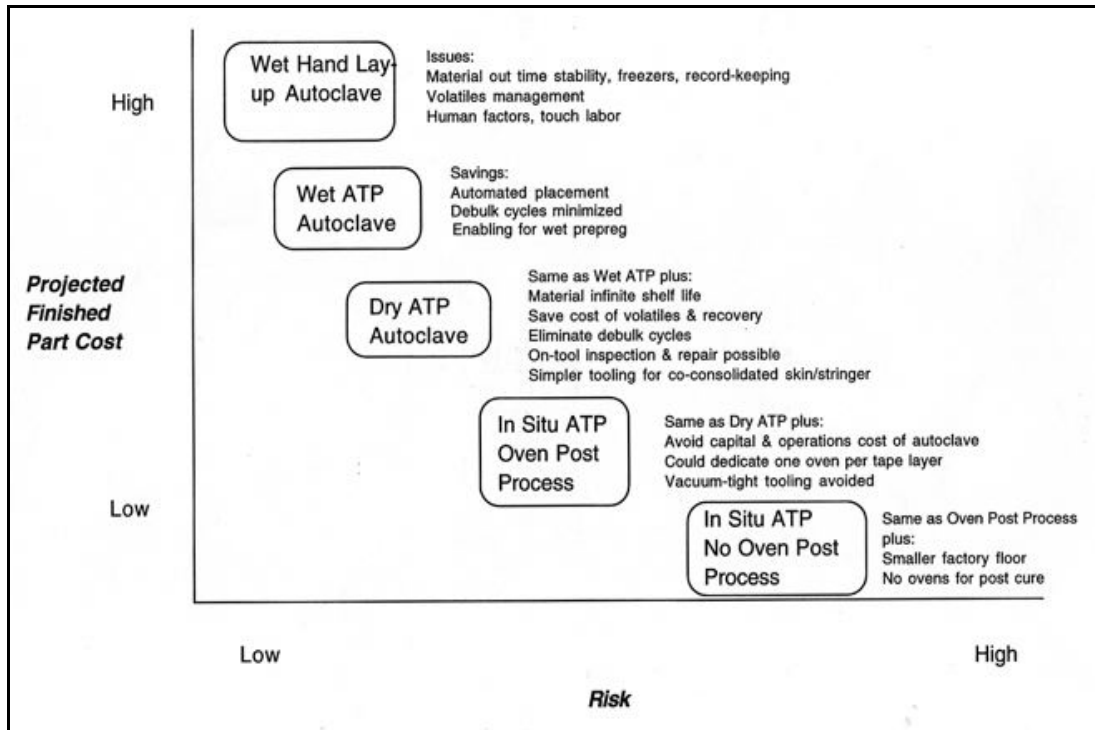 High
Low
Projected
Finished
Part Cost
Wet Hand Lay-
up Autoclave
Issues:
Material out time stability, freezers, record-keeping
Volatiles management
Human factors, touch labor
Wet ATP
Autoclave
Savings:
Automated placement
Debulk cycles minimized
Enabling for wet prepreg
Dry ATP
Autoclave
Same as Wet ATP plus:
Material infinite shelf life
Save cost of volatiles & recovery
Eliminate debulk cycles
On-tool inspection & repair possible
Simpler tooling for co-consolidated skin/stringer
In Situ ATP
Oven Post
Process
Same as Dry ATP plus:
Avoid capital & operations cost of autoclave
Could dedicate one oven per tape layer
Vacuum-tight tooling avoided
In Situ ATP
No Oven Post
Process
Same as Oven Post Process
plus:
Smaller factory floor
No ovens for post cure
Low
High
Risk